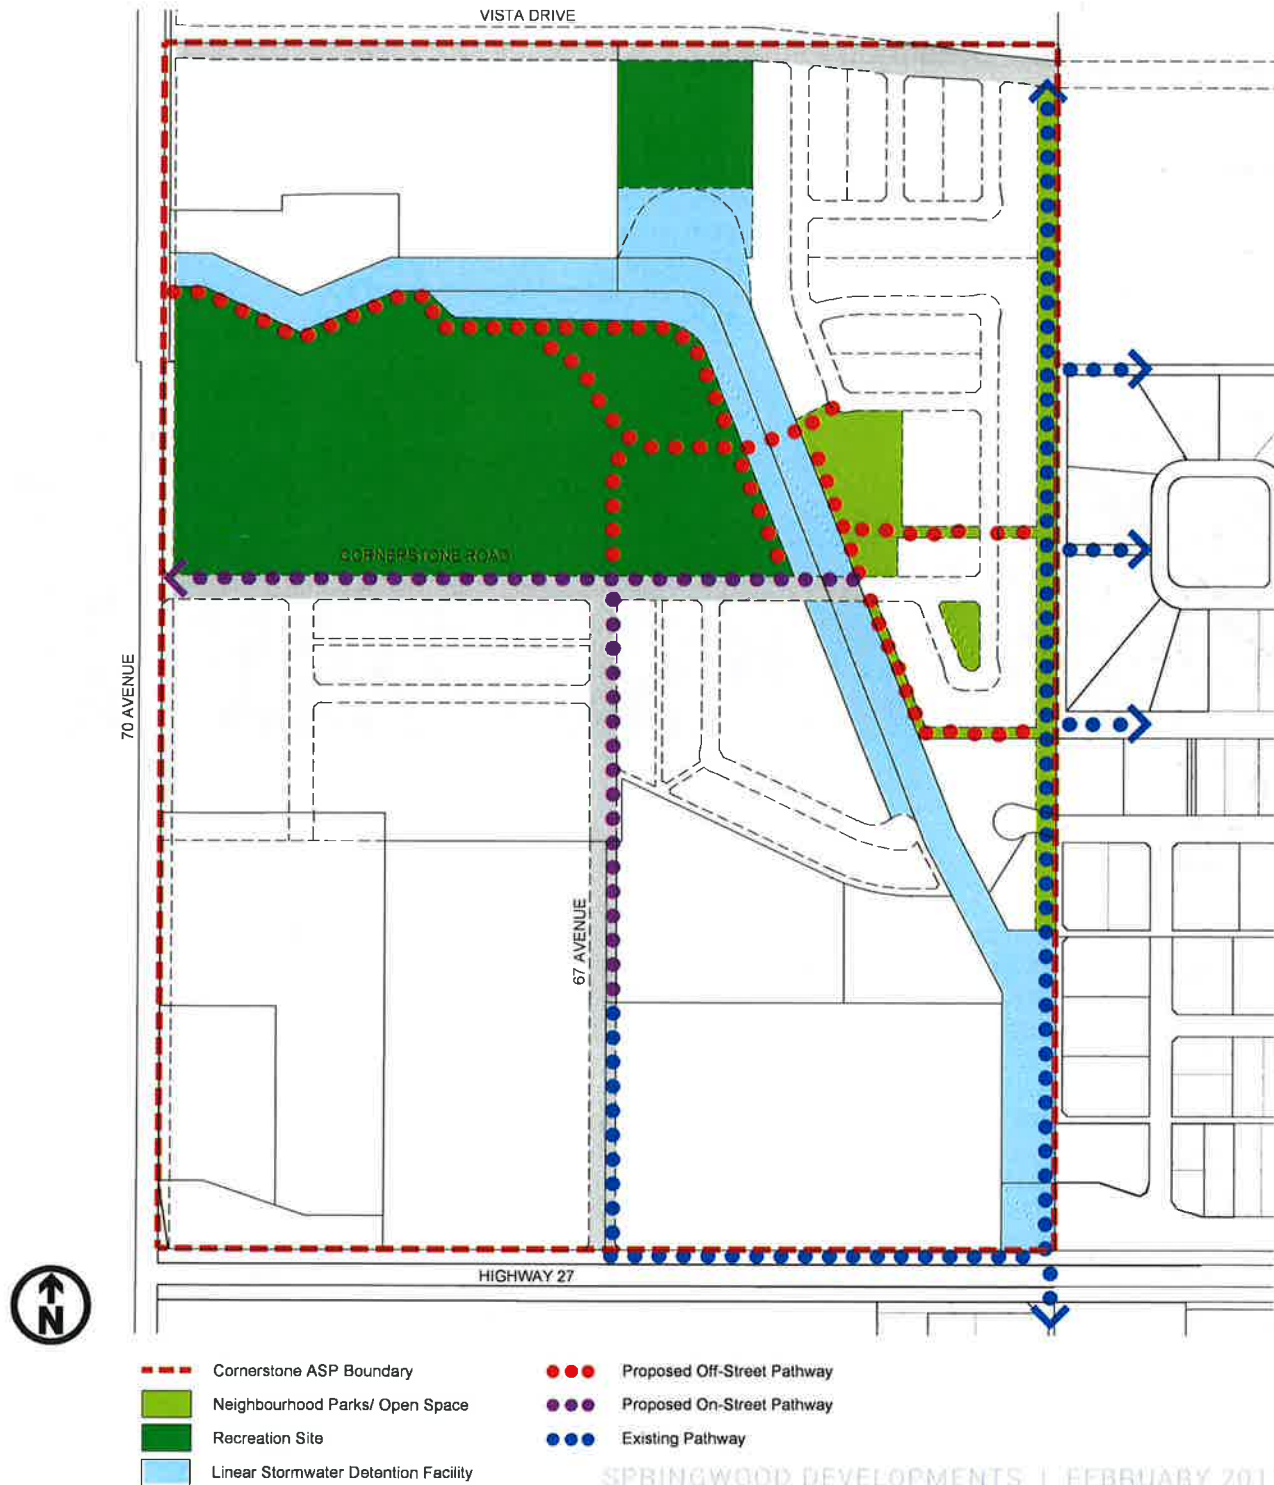 VISTA DRIVE
CORNERSTONE ROAD
70 AVENUE
67 AVENUE
HIGHWAY 27
N
Cornerstone ASP Boundary
Proposed Off-Street Pathway
Neighbourhood Parks/ Open Space
Proposed On-Street Pathway
Recreation Site
Existing Pathway
Linear Stormwater Detention Facility
SPRINGWOOD DEVELOPMENTS | FEBRUARY 201